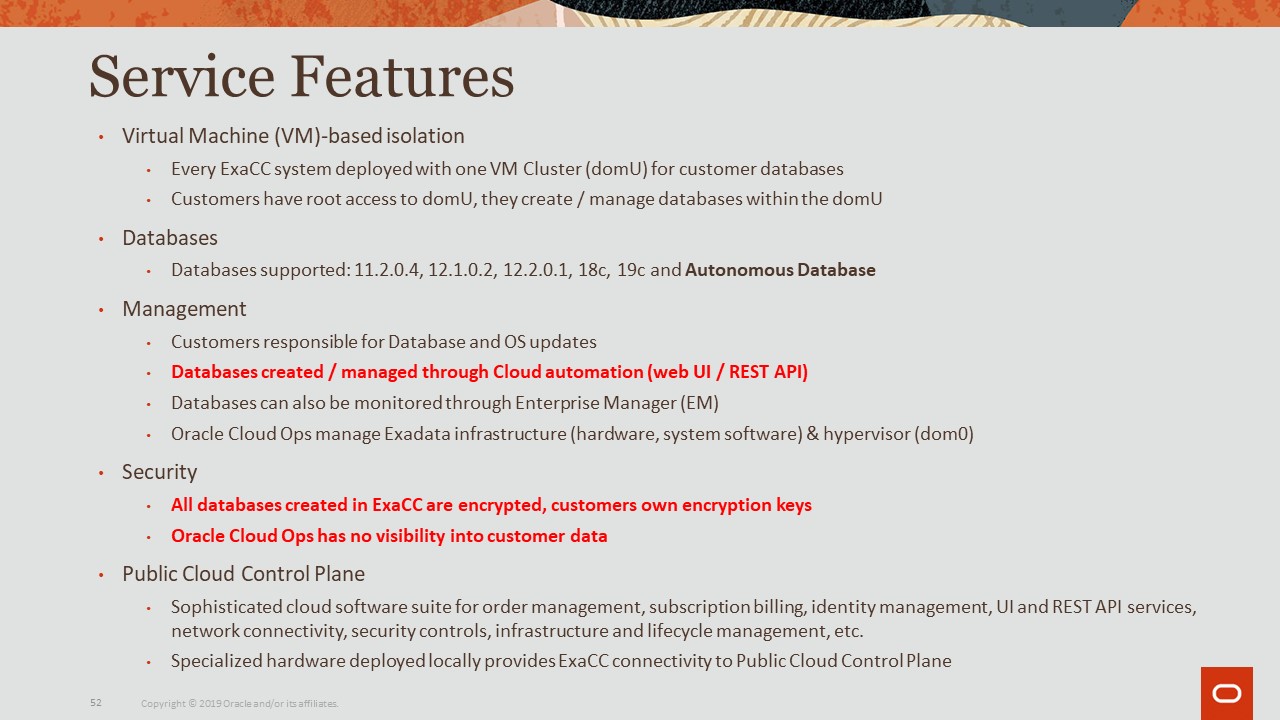 Service Features
• Virtual Machine (VM)-based isolation
• Every ExaCC system deployed with one VM Cluster (domU) for customer databases
• Customers have root access to domU, they create / manage databases within the domU
• Databases
• Databases supported: 11.2.0.4, 12.1.0.2, 12.2.0.1, 18c, 19c and Autonomous Database
• Management
• Customers responsible for Database and OS updates
• Databases created / managed through Cloud automation (web UI / REST API)
• Databases can also be monitored through Enterprise Manager (EM)
• Oracle Cloud Ops manage Exadata infrastructure (hardware, system software) & hypervisor (dom0)
• Security
• All databases created in ExaCC are encrypted, customers own encryption keys
• Oracle Cloud Ops has no visibility into customer data
• Public Cloud Control Plane
• Sophisticated cloud software suite for order management, subscription billing, identity management, UI and REST API services,
network connectivity, security controls, infrastructure and lifecycle management, etc.
• Specialized hardware deployed locally provides ExaCC connectivity to Public Cloud Control Plane
52 Copyright © 2019 Oracle and/or its affiliates.